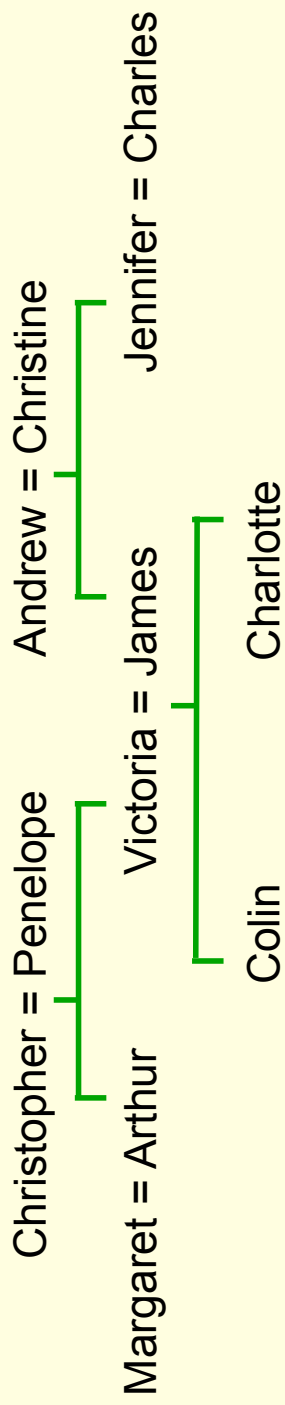 Christopher = Penelope Andrew = Christine
Margaret = Arthur Victoria = James Jennifer = Charles
Colin Charlotte